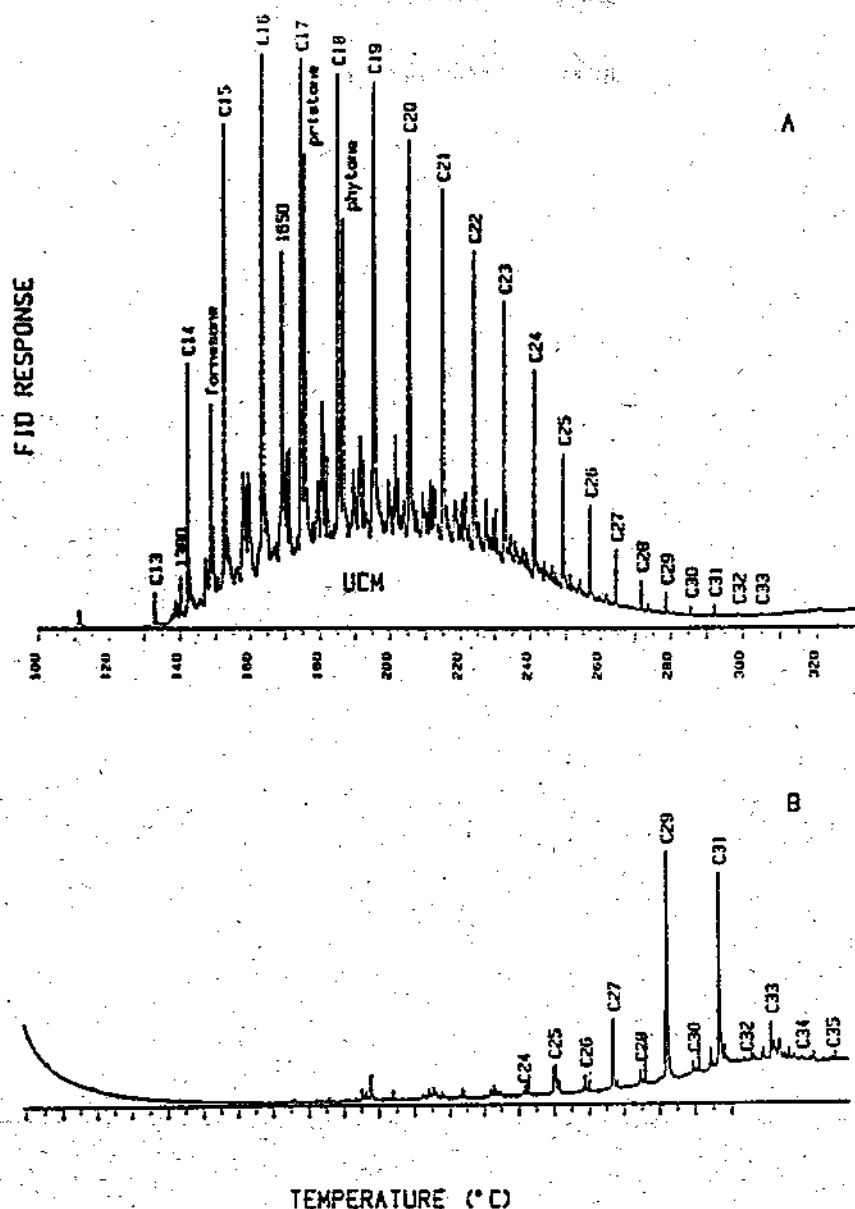 A
FID RESPONSE
C13
1380
C14
farnesane
C15
C16
1650
C17
pristane
C18
phytane
C19
C20
C21
C22
C23
C24
C25
C26
C27
C28
C29
C30
C31
C32
C33
UCM
100 120 140 160 180 200 220 240 260 280 300 320
B
C24
C25
C26
C27
C28
C29
C30
C31
C32
C33
C34
C35
TEMPERATURE (°C)